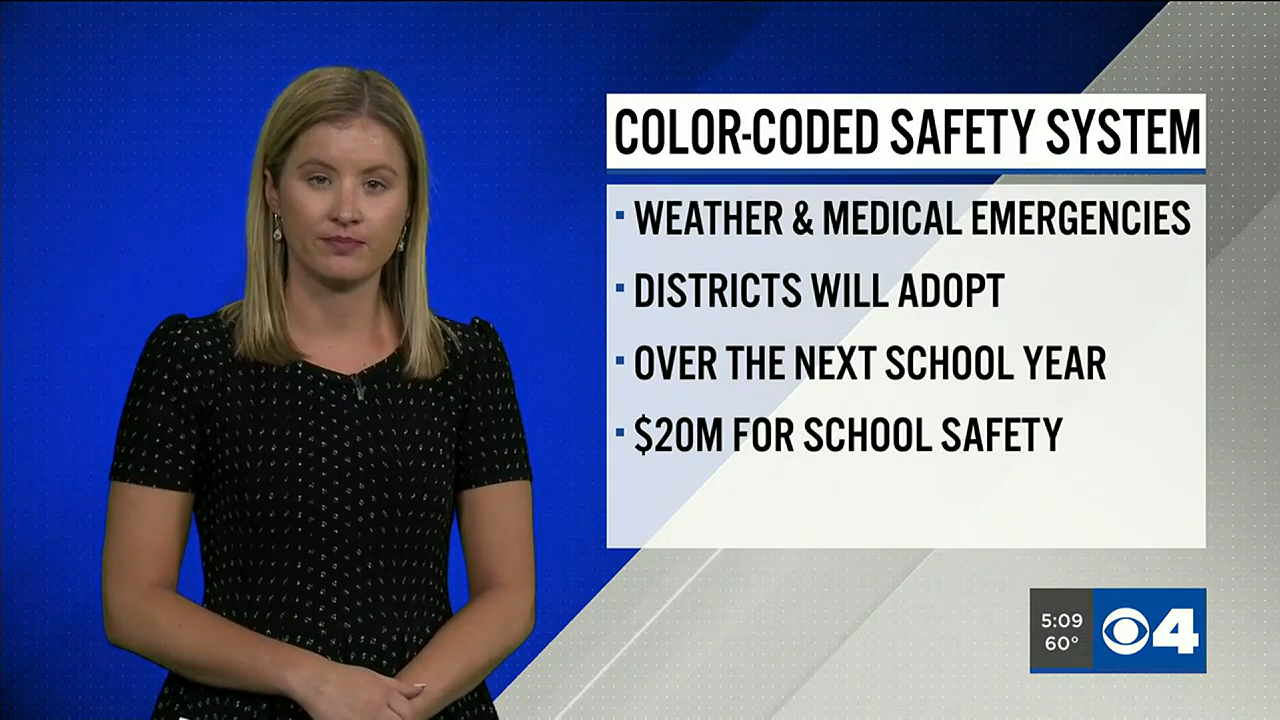 COLOR-CODED SAFETY SYSTEM
▪ WEATHER & MEDICAL EMERGENCIES
▪ DISTRICTS WILL ADOPT
▪ OVER THE NEXT SCHOOL YEAR
▪ $20M FOR SCHOOL SAFETY
5:09
60°
4